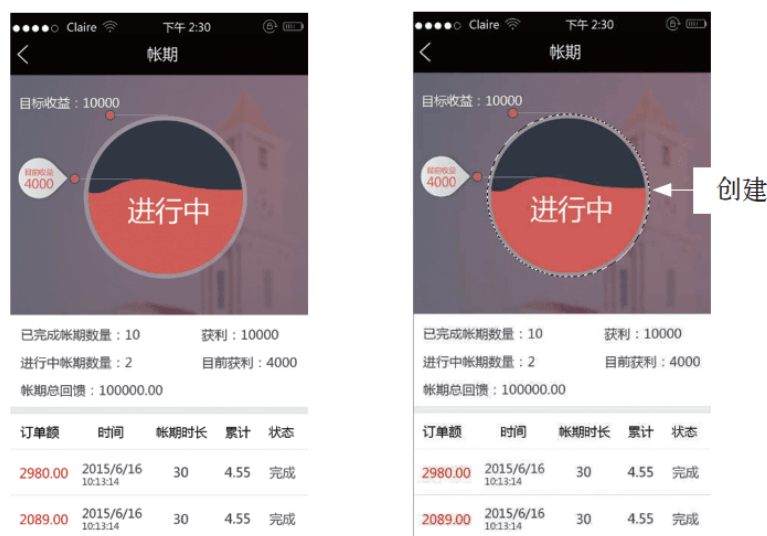 ●●●●○ Claire 下午 2:30
帐期
目标收益：10000
目前收益
4000
进行中
已完成帐期数量：10 获利：10000
进行中帐期数量：2 目前获利：4000
帐期总回馈：100000.00
订单额 时间 帐期时长 累计 状态
2980.00 2015/6/16 10:13:14 30 4.55 完成
2089.00 2015/6/16 10:13:14 30 4.55 完成
●●●●○ Claire 下午 2:30
帐期
目标收益：10000
目前收益
4000
进行中
创建
已完成帐期数量：10 获利：10000
进行中帐期数量：2 目前获利：4000
帐期总回馈：100000.00
订单额 时间 帐期时长 累计 状态
2980.00 2015/6/16 10:13:14 30 4.55 完成
2089.00 2015/6/16 10:13:14 30 4.55 完成